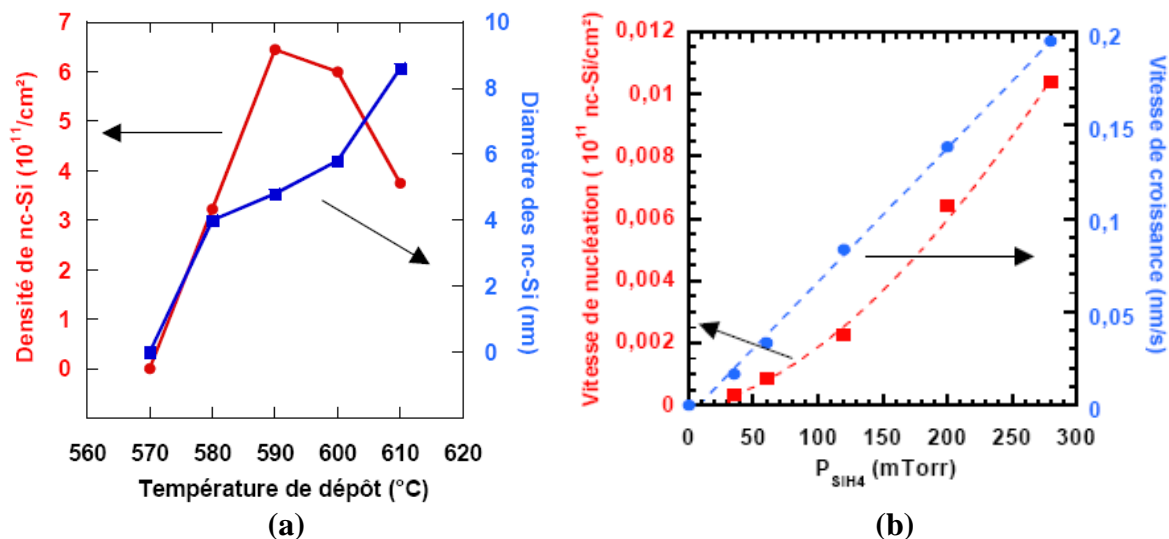 7
6
5
4
3
2
1
0
Densité de nc-Si (10¹¹/cm²)
10
8
6
4
2
0
Diamètre des nc-Si (nm)
560 570 580 590 600 610 620
Température de dépôt (°C)
(a)
0,012
0,01
0,008
0,006
0,004
0,002
0
Vitesse de nucléation ( 10¹¹ nc-Si/cm²)
0,2
0,15
0,1
0,05
0
Vitesse de croissance (nm/s)
0 50 100 150 200 250 300
P_SIH4 (mTorr)
(b)